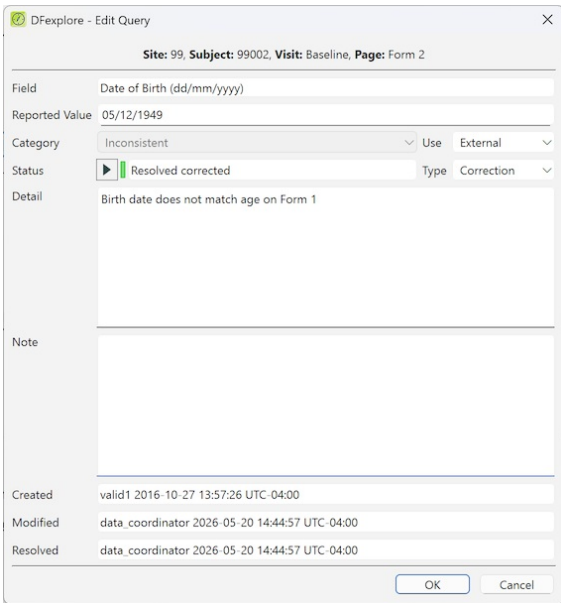 DFexplore - Edit Query
Site: 99, Subject: 99002, Visit: Baseline, Page: Form 2
Field Date of Birth (dd/mm/yyyy)
Reported Value 05/12/1949
Category Inconsistent Use External
Status Resolved corrected Type Correction
Detail Birth date does not match age on Form 1
Note
Created valid1 2016-10-27 13:57:26 UTC-04:00
Modified data_coordinator 2026-05-20 14:44:57 UTC-04:00
Resolved data_coordinator 2026-05-20 14:44:57 UTC-04:00
OK Cancel